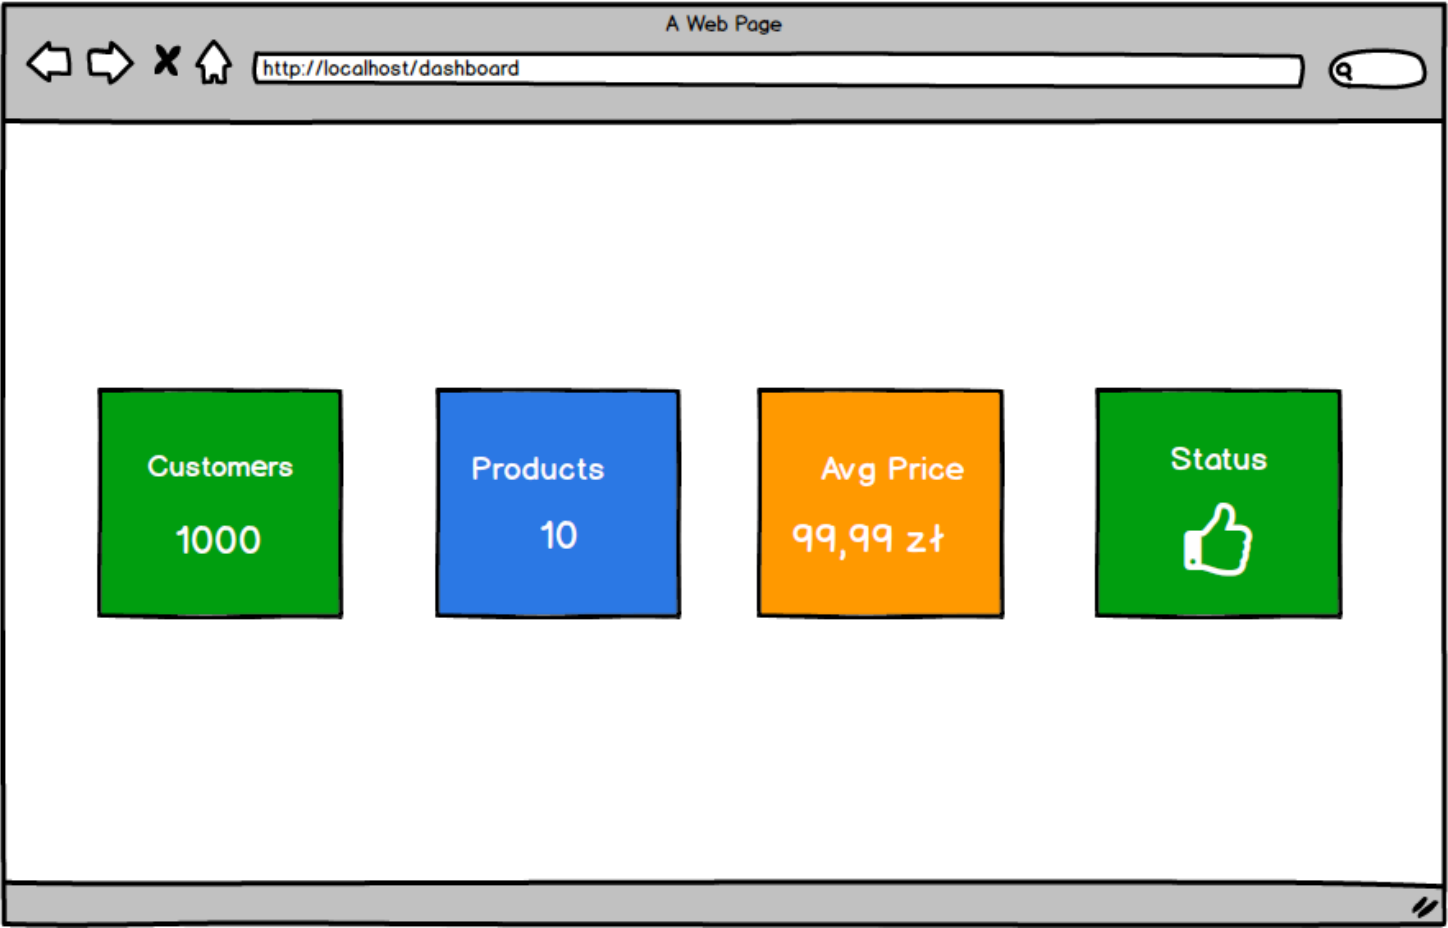 A Web Page
http://localhost/dashboard
Customers
1000
Products
10
Avg Price
99,99 zł
Status